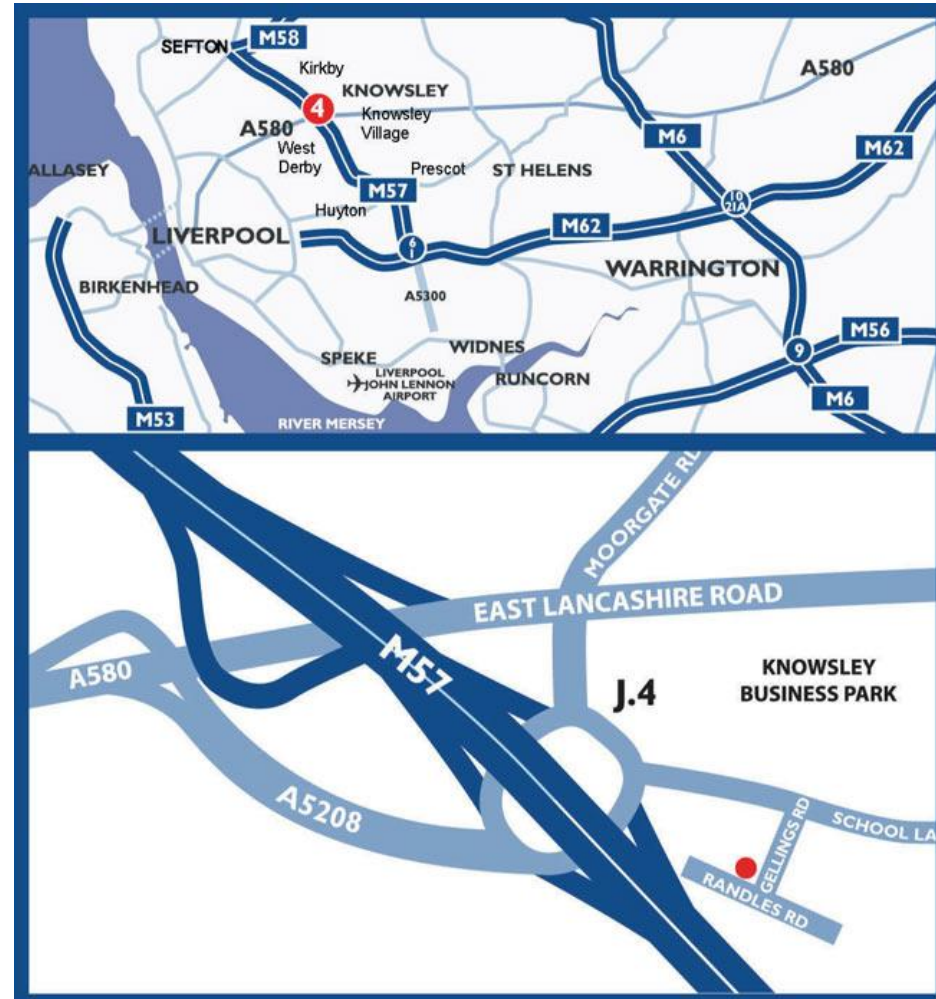 SEFTON
M58
Kirkby
KNOWSLEY
4
A580
Knowsley
Village
A580
West
Derby
Prescot
ST HELENS
M6
M62
ALLASEY
M57
10
21A
Huyton
LIVERPOOL
6
1
M62
WARRINGTON
BIRKENHEAD
A5300
SPEKE
WIDNES
9
M56
LIVERPOOL
JOHN LENNON
AIRPORT
RUNCORN
M6
M53
RIVER MERSEY
MOORGATE RD
EAST LANCASHIRE ROAD
A580
M57
J.4
KNOWSLEY
BUSINESS PARK
A5208
GELLINGS RD
SCHOOL LA
RANDLES RD